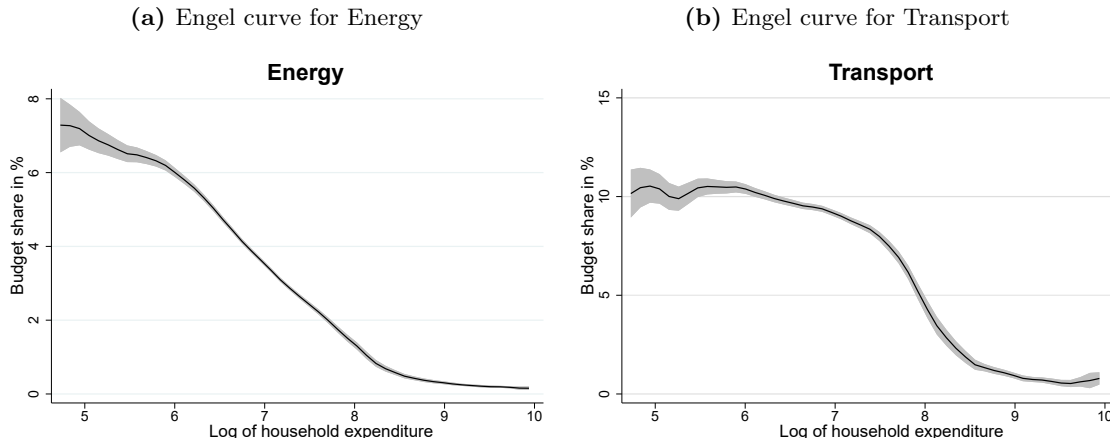 (a) Engel curve for Energy
Energy
Budget share in %
8
6
4
2
0
5 6 7 8 9 10
Log of household expenditure
(b) Engel curve for Transport
Transport
Budget share in %
15
10
5
0
5 6 7 8 9 10
Log of household expenditure